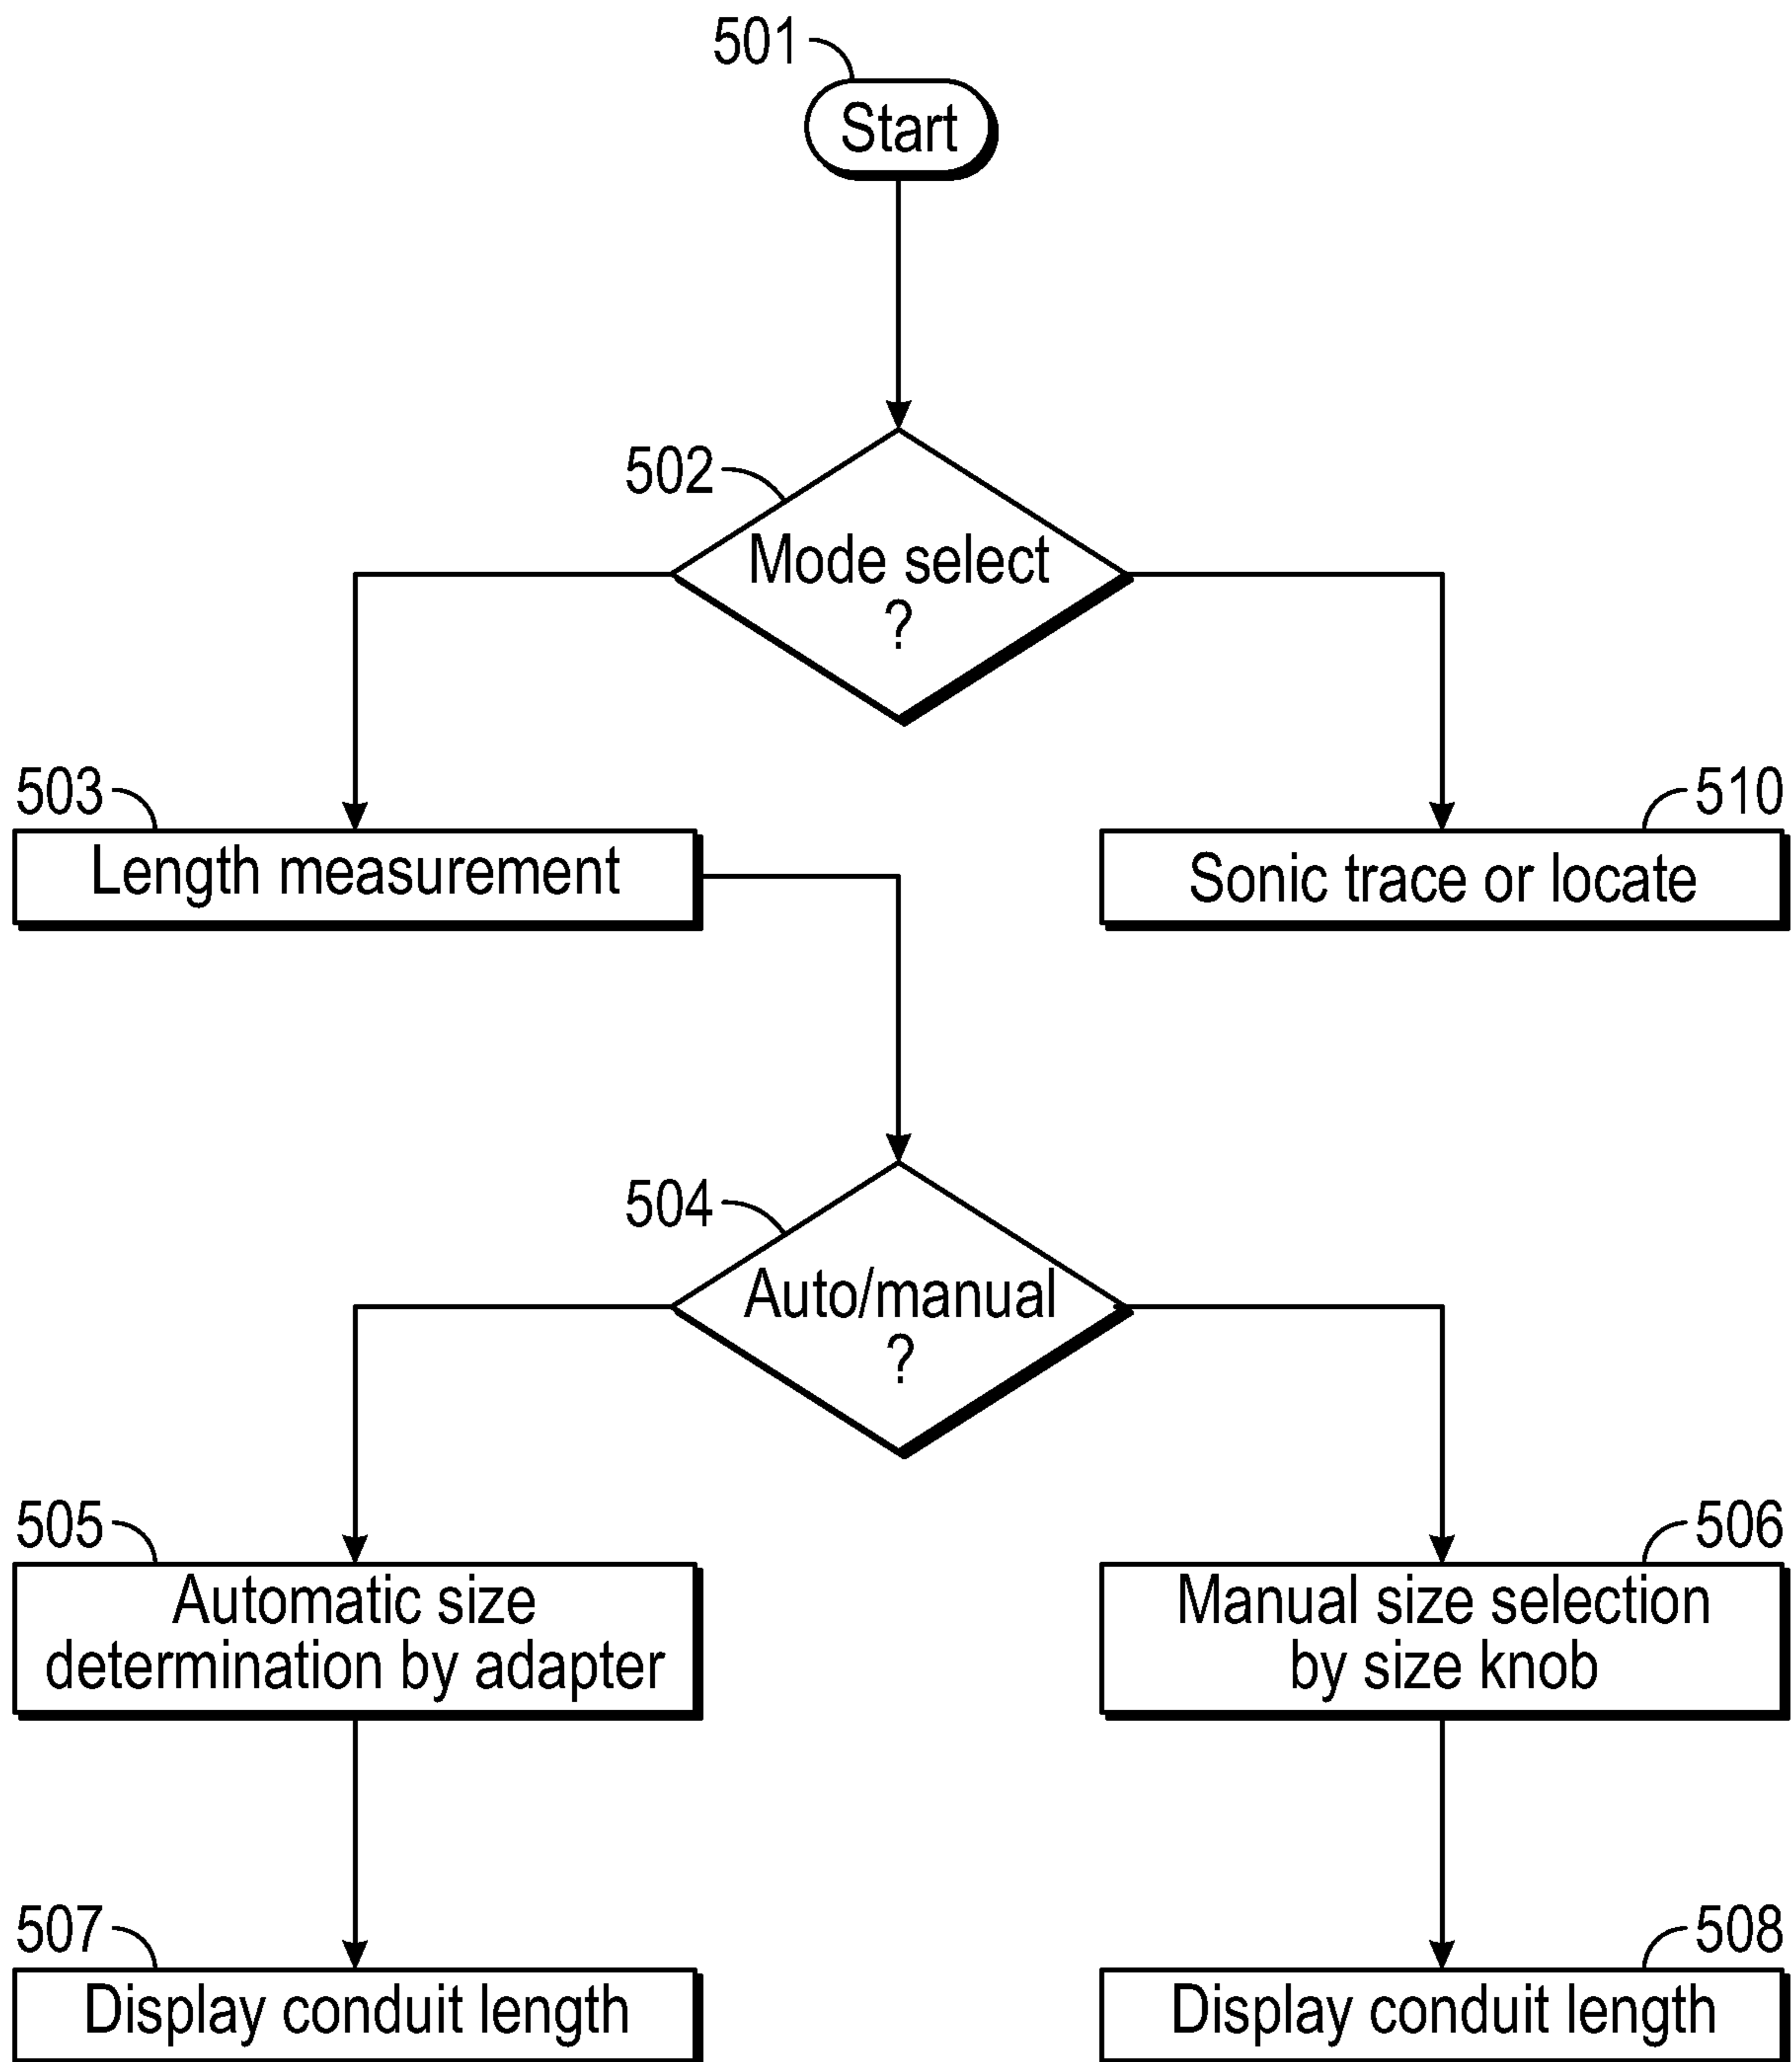 501
Start
502
Mode select
?
503
Length measurement
510
Sonic trace or locate
504
Auto/manual
?
505
Automatic size
determination by adapter
506
Manual size selection
by size knob
507
Display conduit length
508
Display conduit length